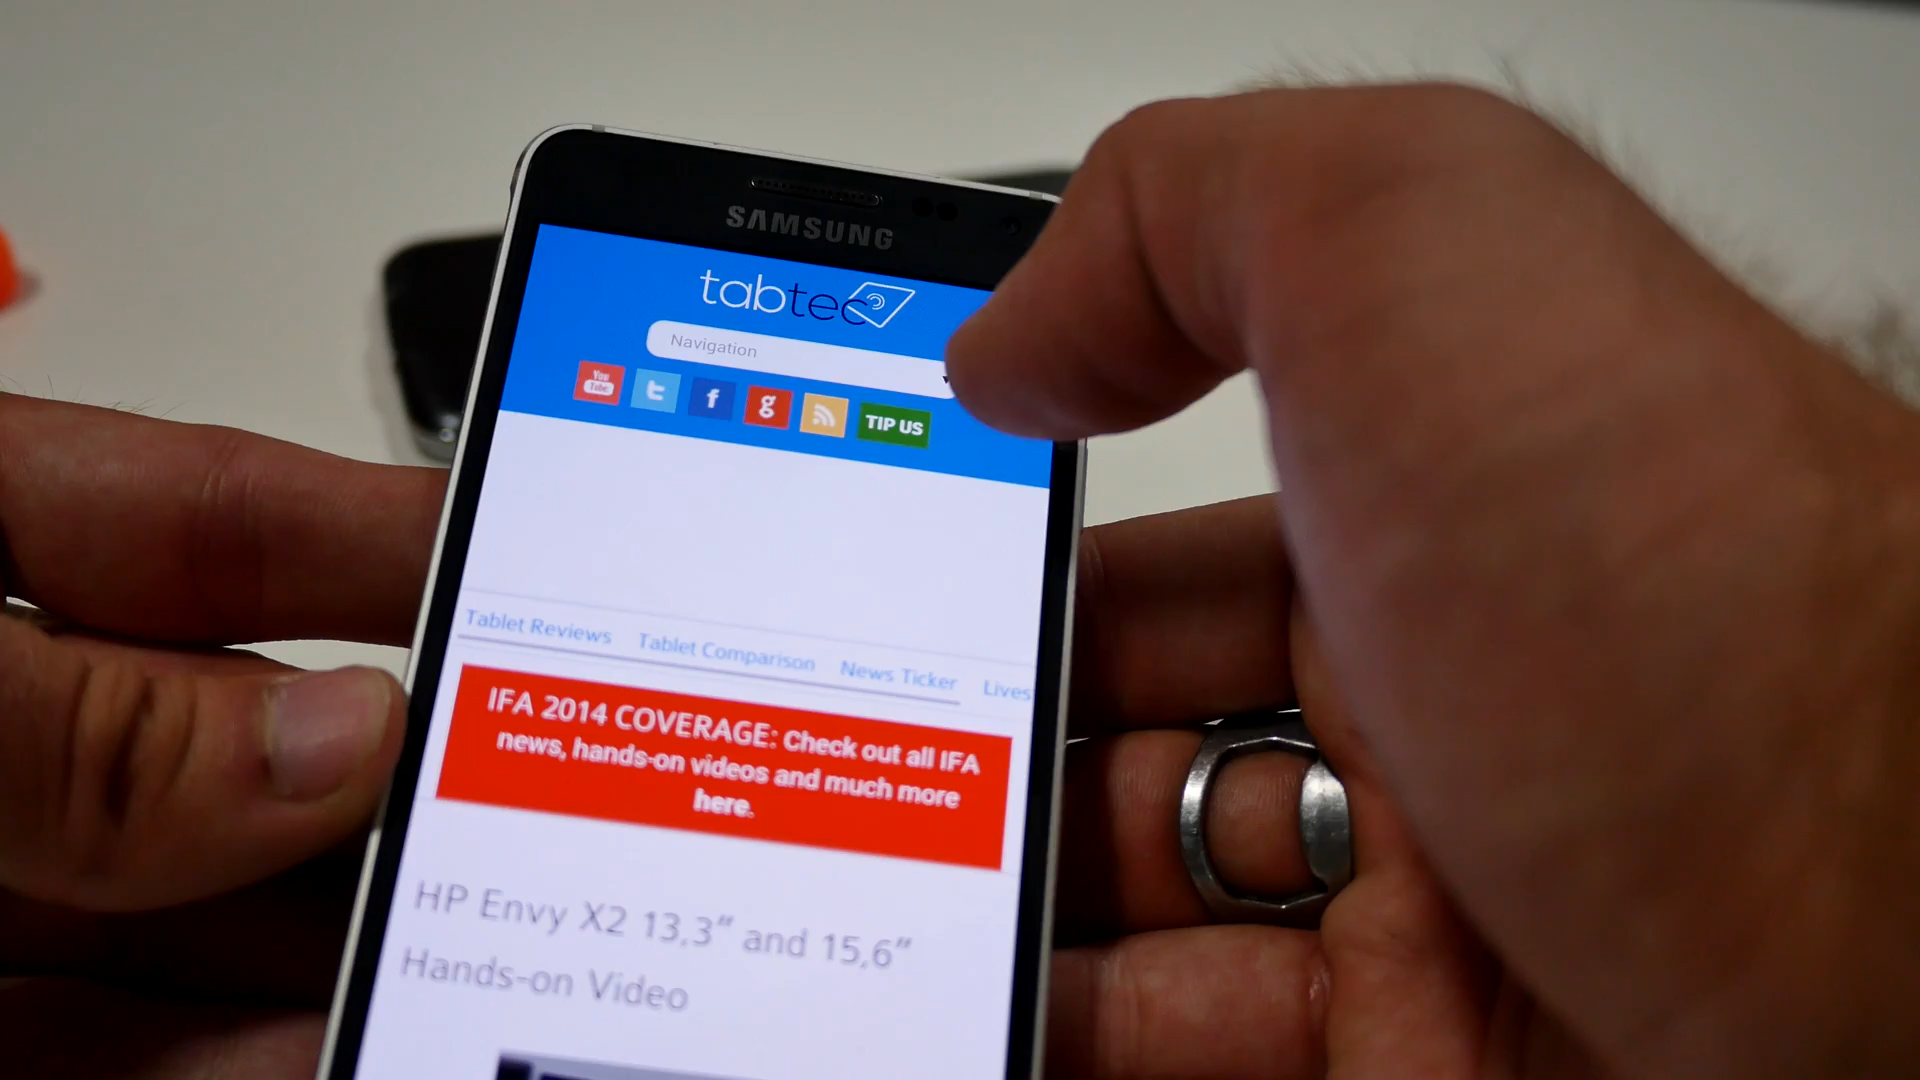 SAMSUNG
tabtec
Navigation
You Tube
t
f
g
TIP US
Tablet Reviews Tablet Comparison News Ticker Lives
IFA 2014 COVERAGE: Check out all IFA
news, hands-on videos and much more
here.
HP Envy X2 13,3” and 15,6”
Hands-on Video